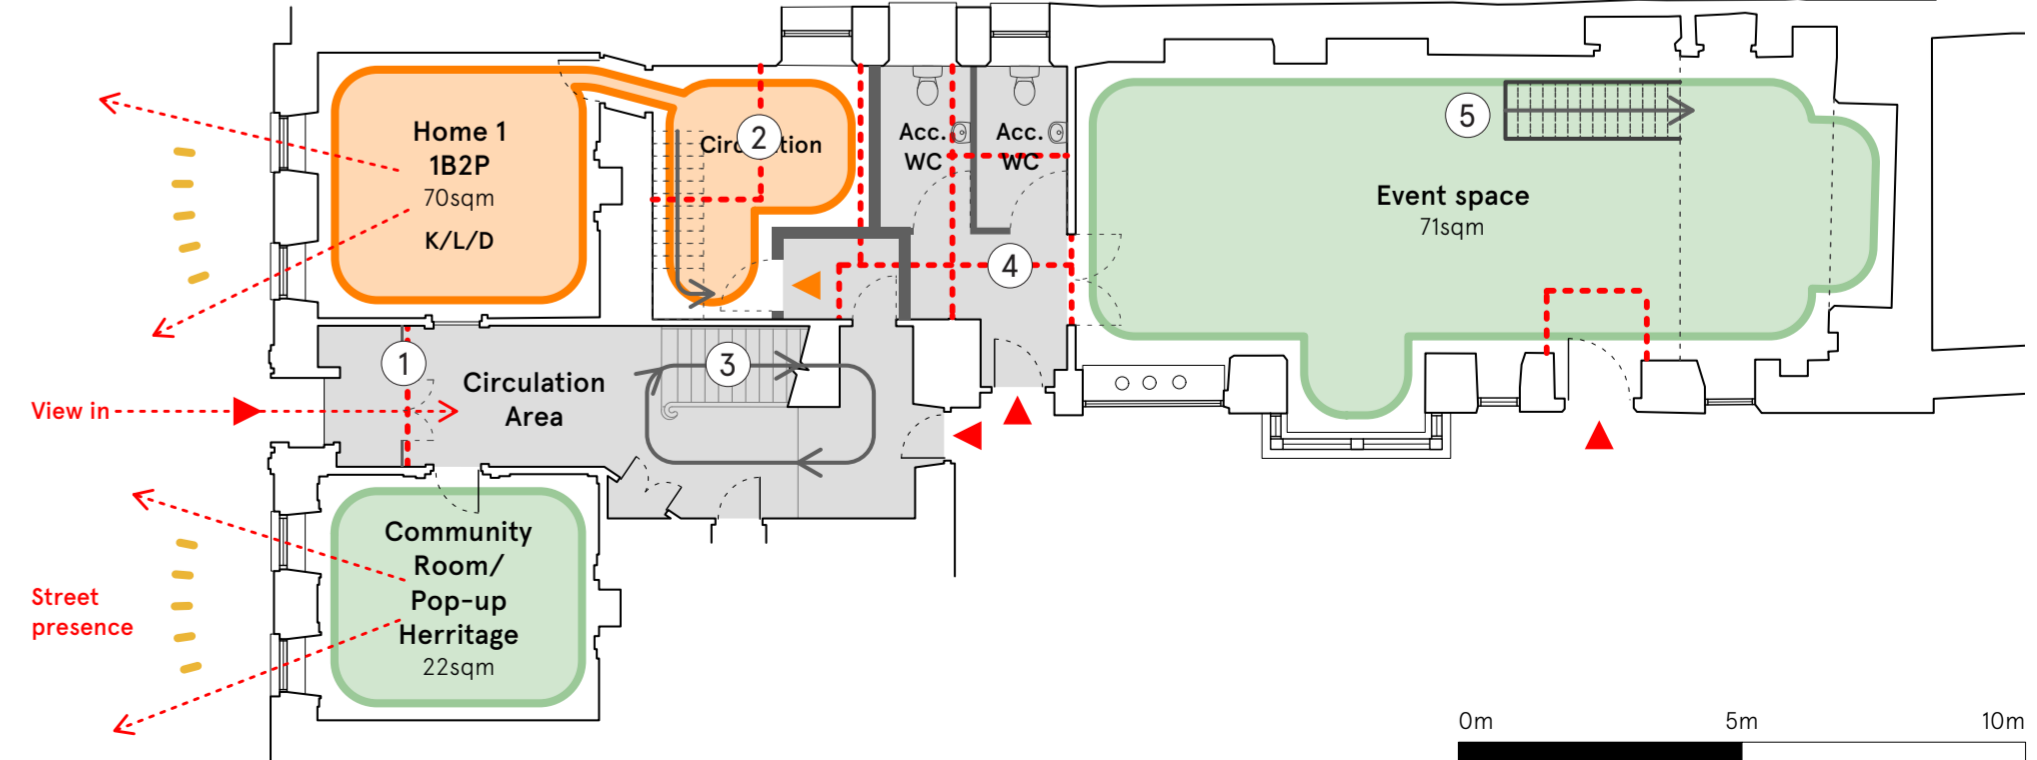 Home 1
1B2P
70sqm
K/L/D
2
Circulation
Acc.
WC
Acc.
WC
5
Event space
71sqm
4
1
3
Circulation
Area
View in
Community
Room/
Pop-up
Herritage
22sqm
Street
presence
0m
5m
10m